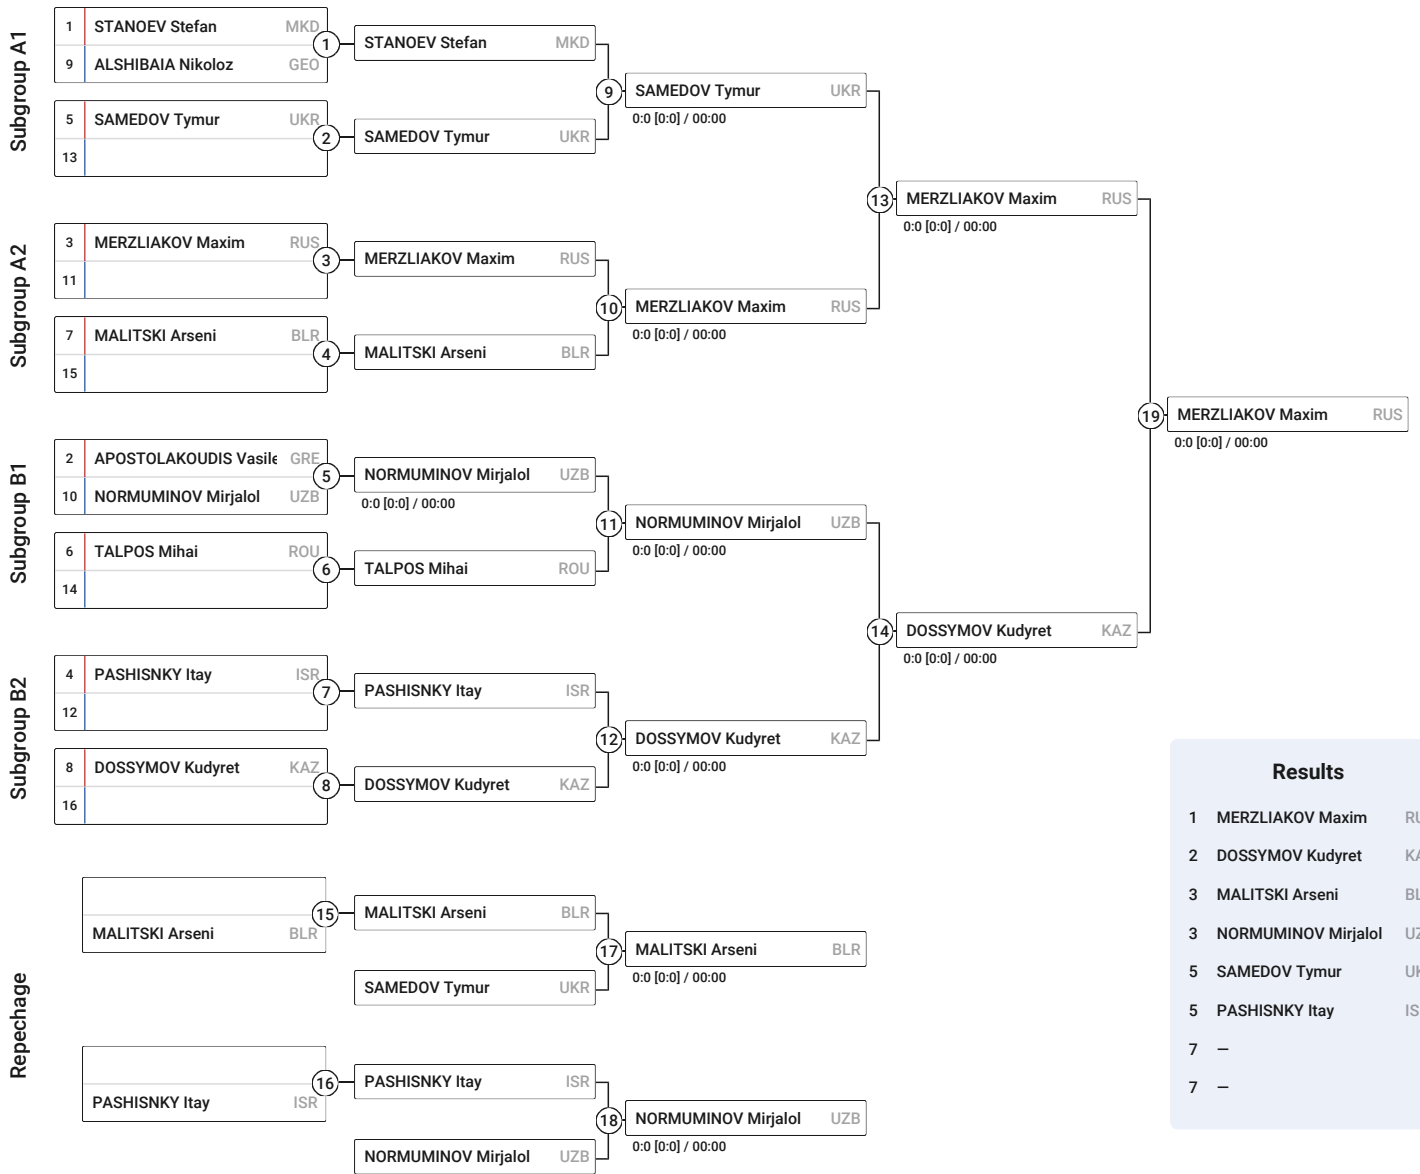 Subgroup A1
1 STANOEV Stefan MKD
9 ALSHIBAIA Nikoloz GEO
1
STANOEV Stefan MKD
5 SAMEDOV Tymur UKR
13
2
SAMEDOV Tymur UKR
9
SAMEDOV Tymur UKR
0:0 [0:0] / 00:00
Subgroup A2
3 MERZLIAKOV Maxim RUS
11
3
MERZLIAKOV Maxim RUS
7 MALITSKI Arseni BLR
15
4
MALITSKI Arseni BLR
10
MERZLIAKOV Maxim RUS
0:0 [0:0] / 00:00
13
MERZLIAKOV Maxim RUS
0:0 [0:0] / 00:00
Subgroup B1
2 APOSTOLAKOUDIS Vasile GRE
10 NORMUMINOV Mirjalol UZB
5
NORMUMINOV Mirjalol UZB
0:0 [0:0] / 00:00
6 TALPOS Mihai ROU
14
6
TALPOS Mihai ROU
11
NORMUMINOV Mirjalol UZB
0:0 [0:0] / 00:00
Subgroup B2
4 PASHISNKY Itay ISR
12
7
PASHISNKY Itay ISR
8 DOSSYMOV Kudyret KAZ
16
8
DOSSYMOV Kudyret KAZ
12
DOSSYMOV Kudyret KAZ
0:0 [0:0] / 00:00
14
DOSSYMOV Kudyret KAZ
0:0 [0:0] / 00:00
19
MERZLIAKOV Maxim RUS
0:0 [0:0] / 00:00
Repechage
MALITSKI Arseni BLR
15
MALITSKI Arseni BLR
SAMEDOV Tymur UKR
17
MALITSKI Arseni BLR
0:0 [0:0] / 00:00
PASHISNKY Itay ISR
16
PASHISNKY Itay ISR
NORMUMINOV Mirjalol UZB
18
NORMUMINOV Mirjalol UZB
0:0 [0:0] / 00:00
Results
1 MERZLIAKOV Maxim
2 DOSSYMOV Kudyret
3 MALITSKI Arseni
3 NORMUMINOV Mirjalol
5 SAMEDOV Tymur
5 PASHISNKY Itay
7 —
7 —